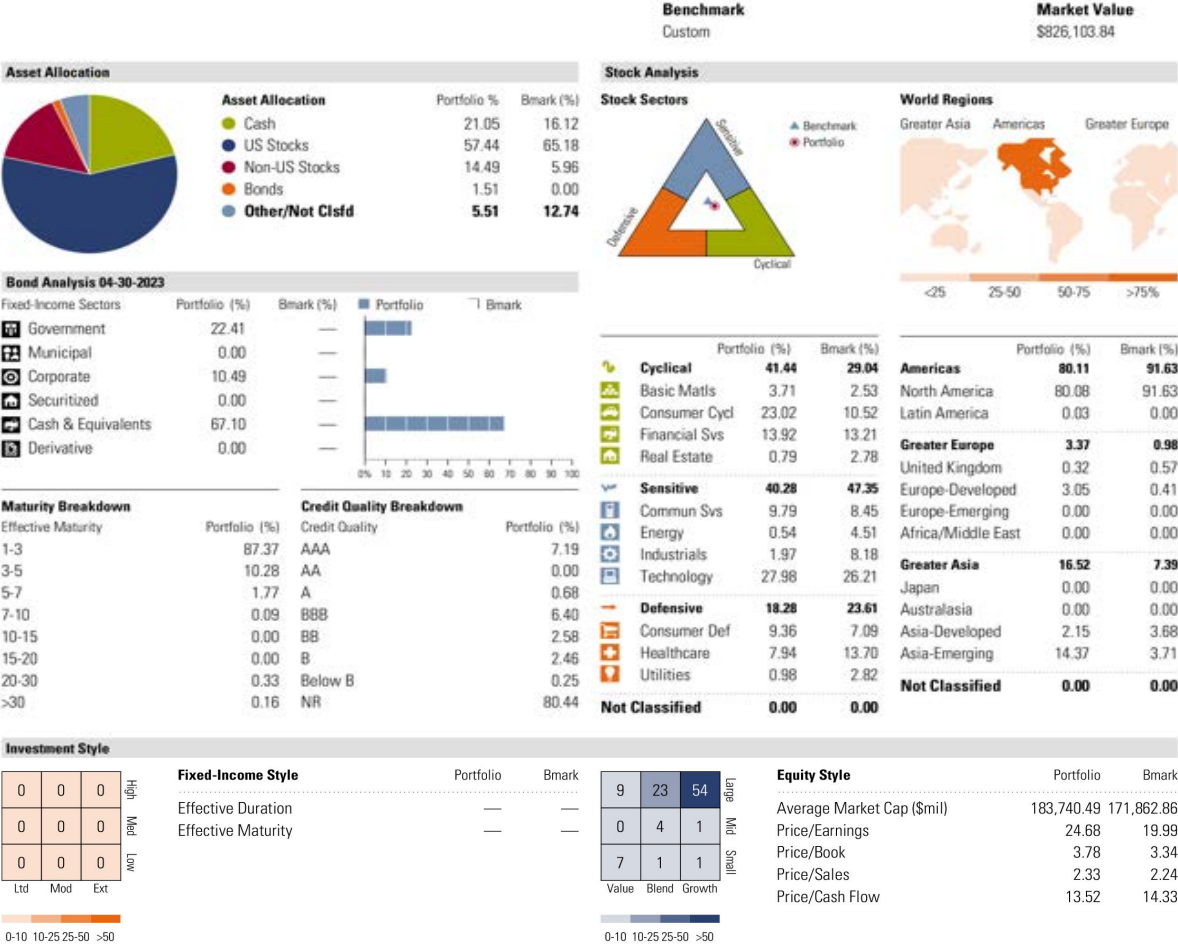 Benchmark Market Value
Custom $826,103.84
Asset Allocation
Asset Allocation Portfolio % Bmark (%)
Cash 21.05 16.12
US Stocks 57.44 65.18
Non-US Stocks 14.49 5.96
Bonds 1.51 0.00
Other/Not Clsfd 5.51 12.74
Bond Analysis 04-30-2023
Fixed-Income Sectors Portfolio (%) Bmark (%) Portfolio Bmark
Government 22.41 —
Municipal 0.00 —
Corporate 10.49 —
Securitized 0.00 —
Cash & Equivalents 67.10 —
Derivative 0.00 —
0% 10 20 30 40 50 60 70 80 90 100
Maturity Breakdown
Effective Maturity Portfolio (%)
1-3 87.37
3-5 10.28
5-7 1.77
7-10 0.09
10-15 0.00
15-20 0.00
20-30 0.33
>30 0.16
Credit Quality Breakdown
Credit Quality Portfolio (%)
AAA 7.19
AA 0.00
A 0.68
BBB 6.40
BB 2.58
B 2.46
Below B 0.25
NR 80.44
Stock Analysis
Stock Sectors
Sensitive
Defensive
Cyclical
Benchmark
Portfolio
World Regions
Greater Asia Americas Greater Europe
<25 25-50 50-75 >75%
Portfolio (%) Bmark (%)
Cyclical 41.44 29.04
Basic Matls 3.71 2.53
Consumer Cycl 23.02 10.52
Financial Svs 13.92 13.21
Real Estate 0.79 2.78
Sensitive 40.28 47.35
Commun Svs 9.79 8.45
Energy 0.54 4.51
Industrials 1.97 8.18
Technology 27.98 26.21
Defensive 18.28 23.61
Consumer Def 9.36 7.09
Healthcare 7.94 13.70
Utilities 0.98 2.82
Not Classified 0.00 0.00
Portfolio (%) Bmark (%)
Americas 80.11 91.63
North America 80.08 91.63
Latin America 0.03 0.00
Greater Europe 3.37 0.98
United Kingdom 0.32 0.57
Europe-Developed 3.05 0.41
Europe-Emerging 0.00 0.00
Africa/Middle East 0.00 0.00
Greater Asia 16.52 7.39
Japan 0.00 0.00
Australasia 0.00 0.00
Asia-Developed 2.15 3.68
Asia-Emerging 14.37 3.71
Not Classified 0.00 0.00
Investment Style
0 0 0 High
0 0 0 Med
0 0 0 Low
Ltd Mod Ext
0-10 10-25 25-50 >50
Fixed-Income Style Portfolio Bmark
Effective Duration — —
Effective Maturity — —
9 23 54 Large
0 4 1 Mid
7 1 1 Small
Value Blend Growth
0-10 10-25 25-50 >50
Equity Style Portfolio Bmark
Average Market Cap ($mil) 183,740.49 171,862.86
Price/Earnings 24.68 19.99
Price/Book 3.78 3.34
Price/Sales 2.33 2.24
Price/Cash Flow 13.52 14.33